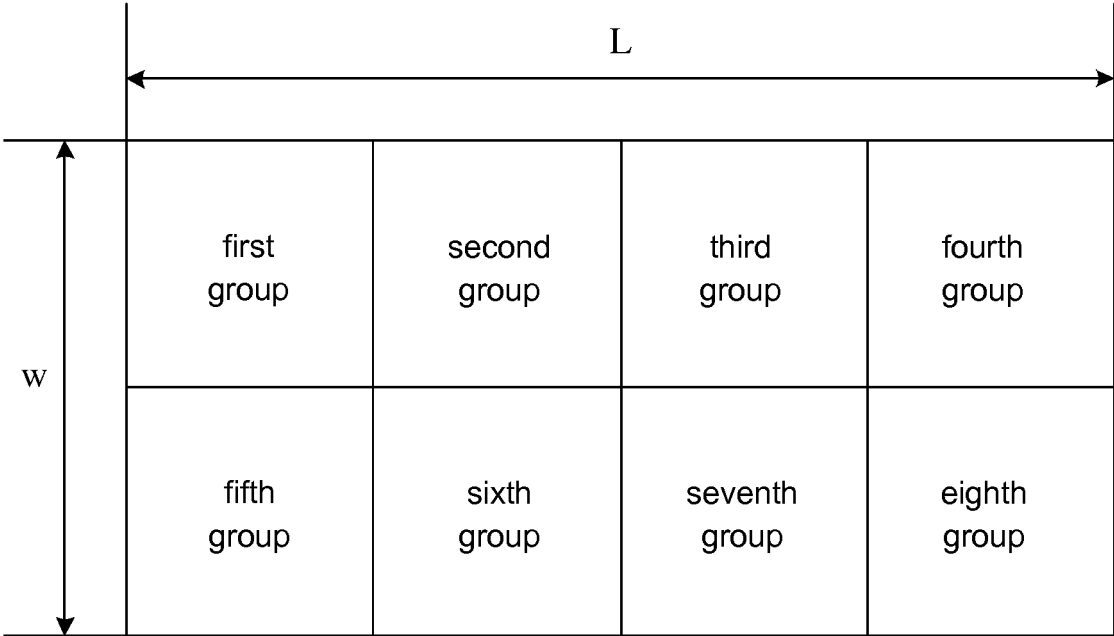 L
first
group
second
group
third
group
fourth
group
w
fifth
group
sixth
group
seventh
group
eighth
group